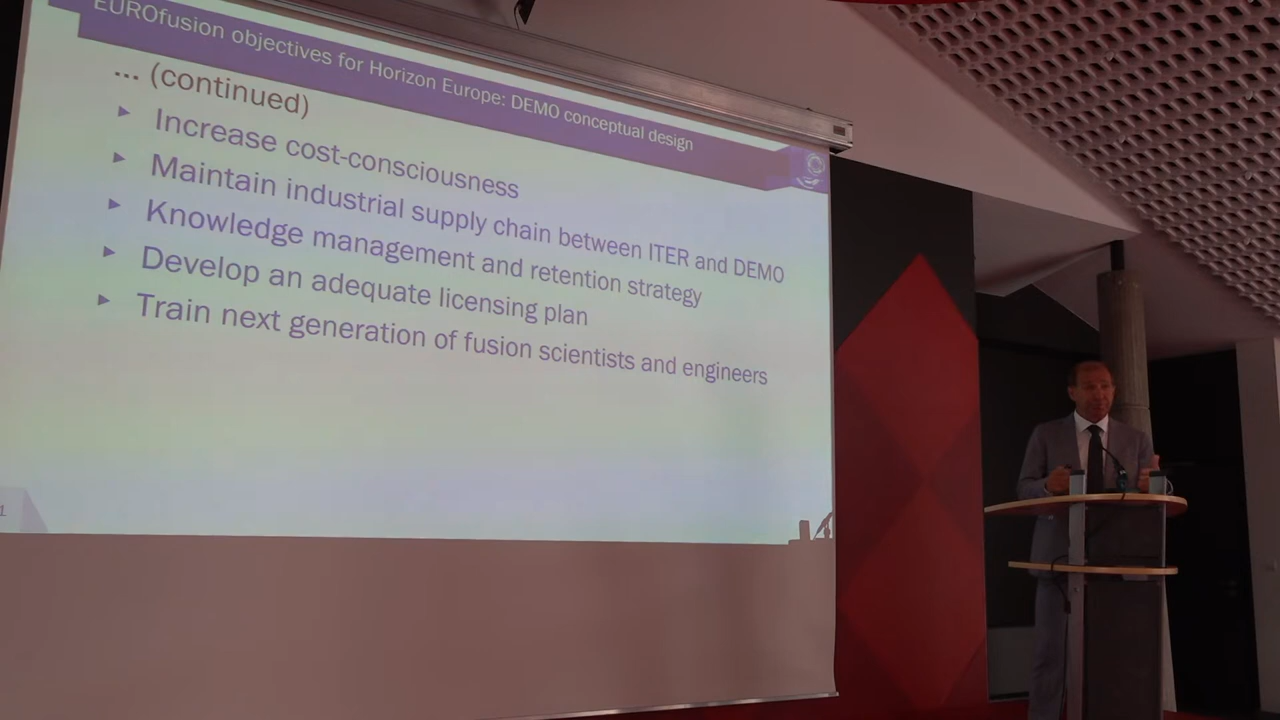 EUROfusion objectives for Horizon Europe: DEMO conceptual design
... (continued)
Increase cost-consciousness
Maintain industrial supply chain between ITER and DEMO
Knowledge management and retention strategy
Develop an adequate licensing plan
Train next generation of fusion scientists and engineers